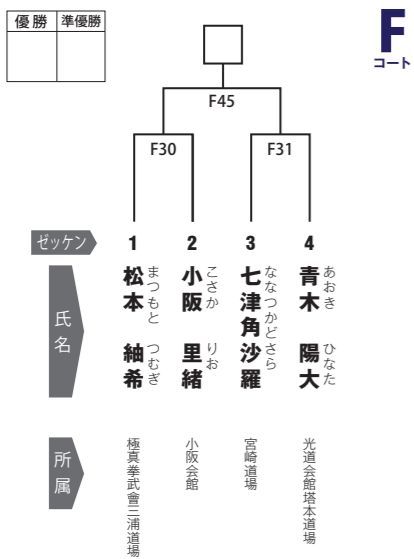 優勝 準優勝
F
コート
F45
F30 F31
ゼッケン 1 2 3 4
氏名
松本 紬希
まつもと つむぎ
小阪 里緒
こさか りお
七津角沙羅
ななつかどさら
青木 陽大
あおき ひなた
所属
極真拳武會三浦道場
小阪会館
宮崎道場
光道会館塔本道場